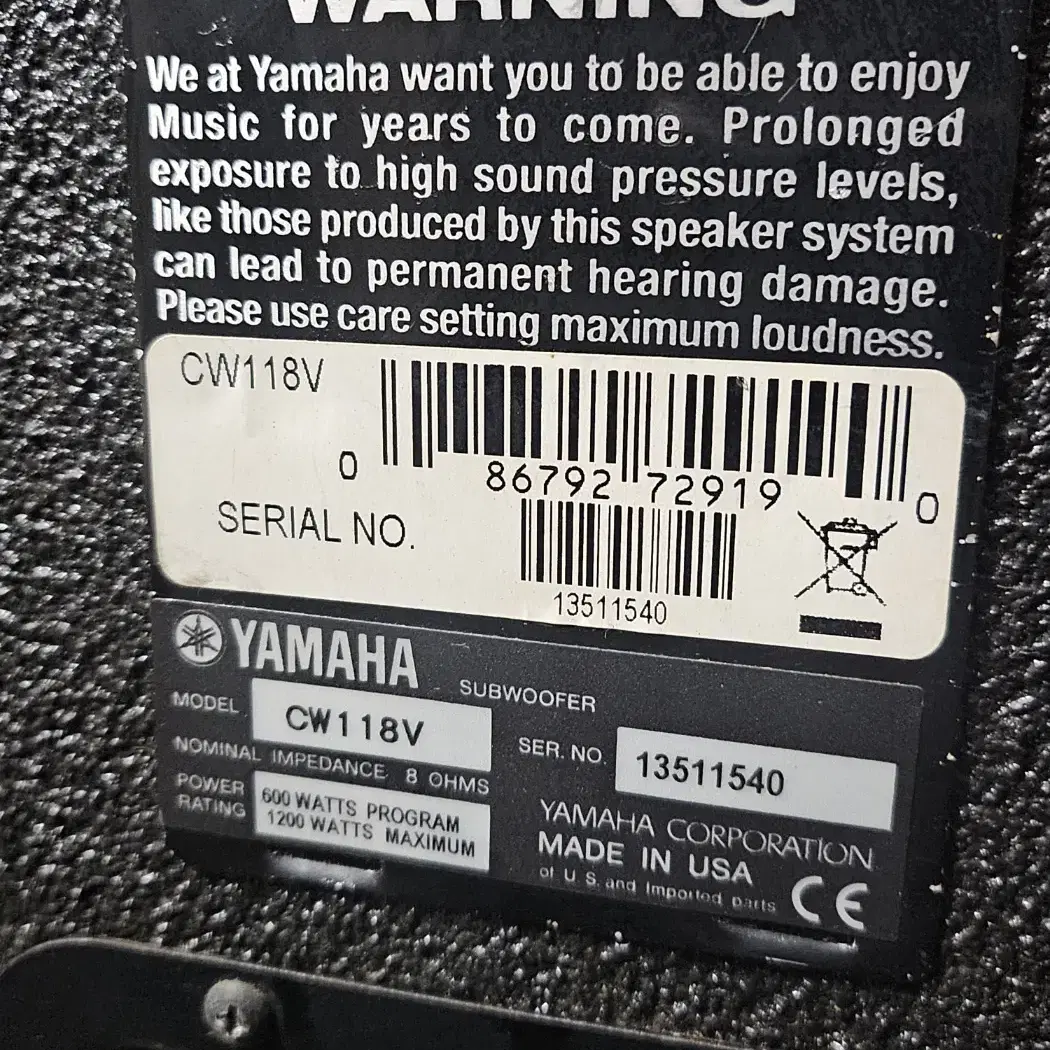 WARNING
We at Yamaha want you to be able to enjoy
Music for years to come. Prolonged
exposure to high sound pressure levels,
like those produced by this speaker system
can lead to permanent hearing damage.
Please use care setting maximum loudness.
CW118V
0 86792 72919 0
SERIAL NO.
13511540
YAMAHA
SUBWOOFER
MODEL CW118V
NOMINAL IMPEDANCE 8 OHMS
POWER RATING
600 WATTS PROGRAM
1200 WATTS MAXIMUM
SER. NO. 13511540
YAMAHA CORPORATION
MADE IN USA
of U S. and Imported parts
CE